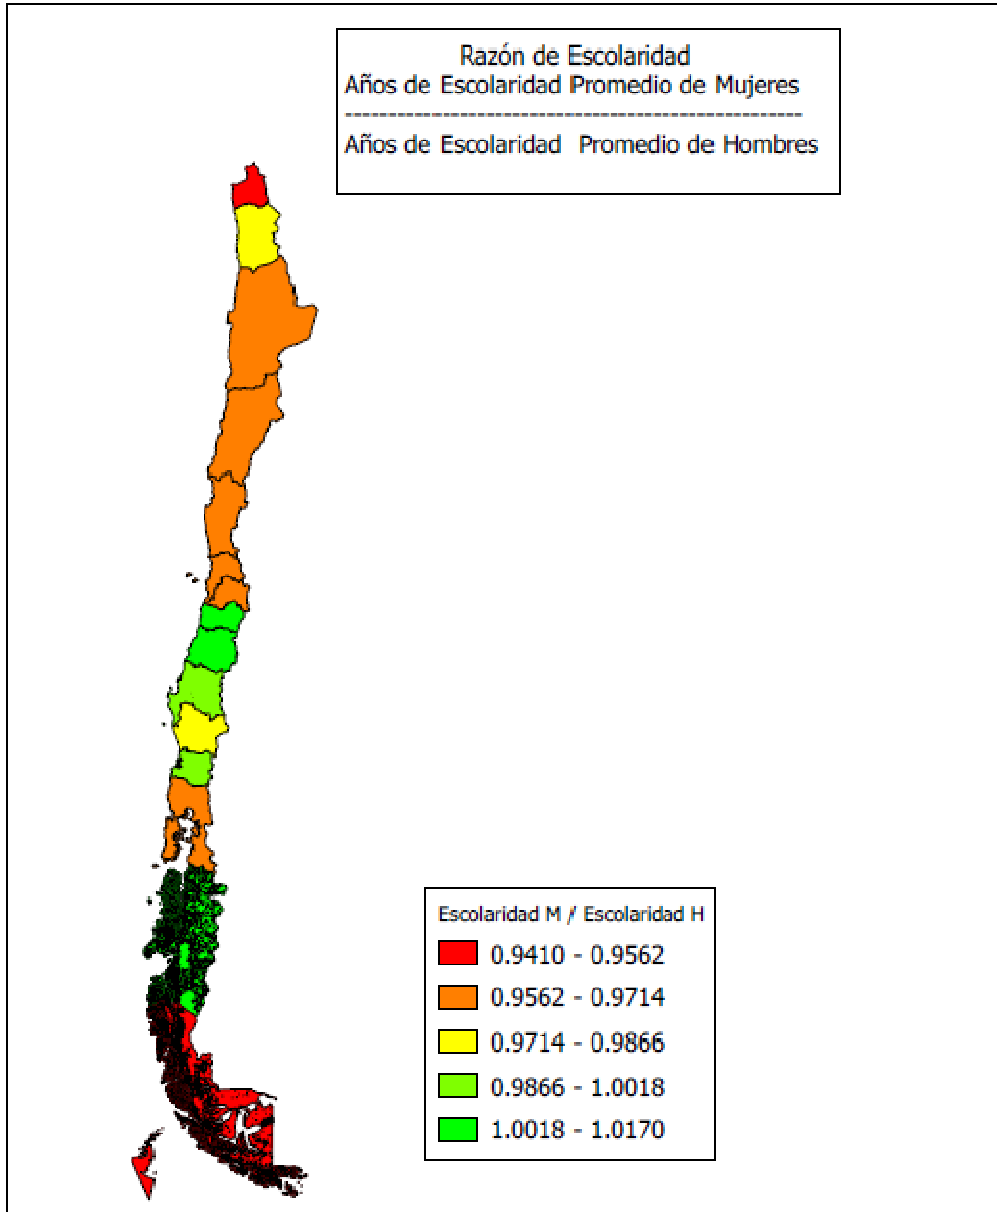 Razón de Escolaridad
Años de Escolaridad Promedio de Mujeres
----------------------------------------------------
Años de Escolaridad Promedio de Hombres
Escolaridad M / Escolaridad H
0.9410 - 0.9562
0.9562 - 0.9714
0.9714 - 0.9866
0.9866 - 1.0018
1.0018 - 1.0170